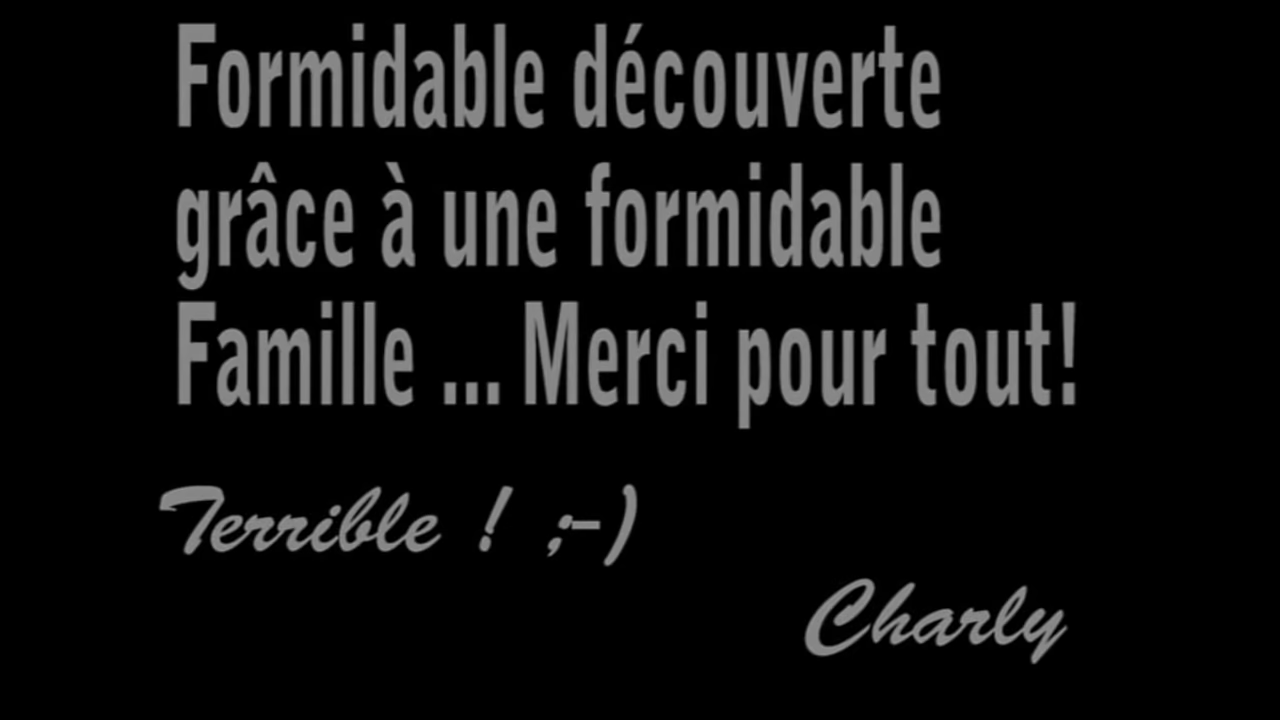 Formidable découverte
grâce à une formidable
Famille ... Merci pour tout!
Terrible ! ;-)
Charly